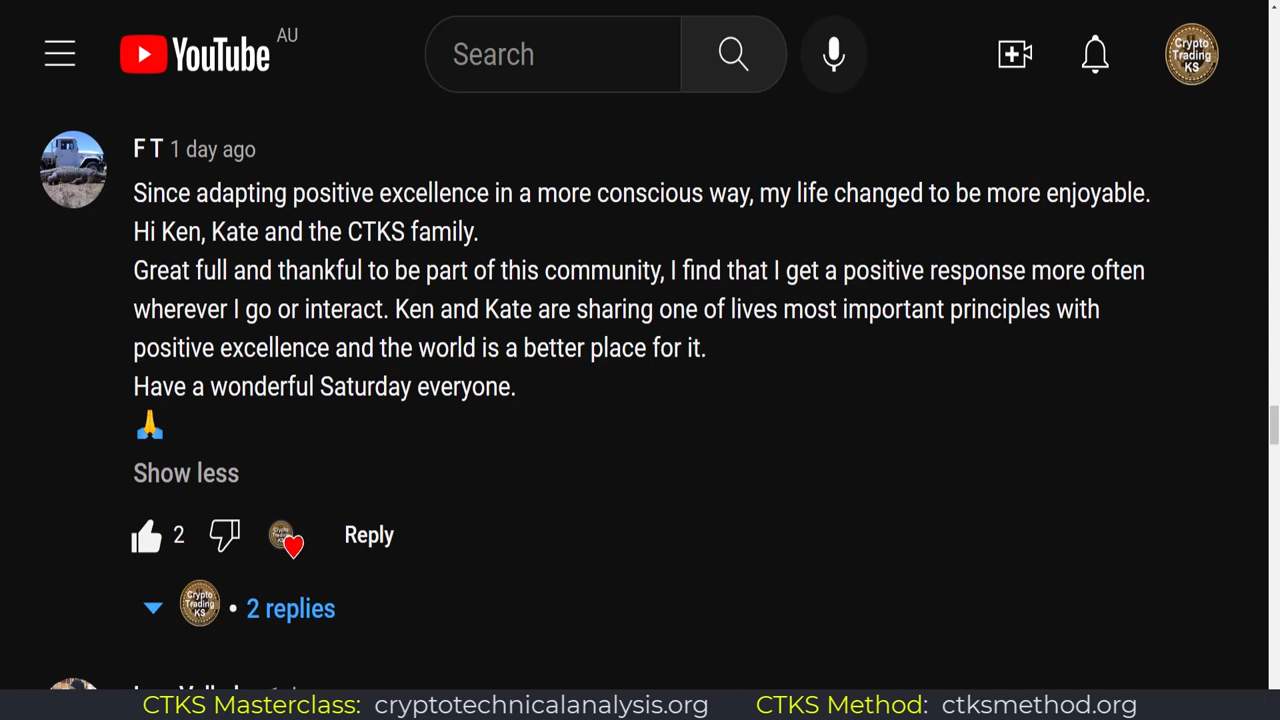 YouTube AU
Search
Crypto Trading KS
F T 1 day ago
Since adapting positive excellence in a more conscious way, my life changed to be more enjoyable.
Hi Ken, Kate and the CTKS family.
Great full and thankful to be part of this community, I find that I get a positive response more often
wherever I go or interact. Ken and Kate are sharing one of lives most important principles with
positive excellence and the world is a better place for it.
Have a wonderful Saturday everyone.
🙏
Show less
2 Reply
Crypto Trading KS • 2 replies
CTKS Masterclass: cryptotechnicalanalysis.org CTKS Method: ctksmethod.org